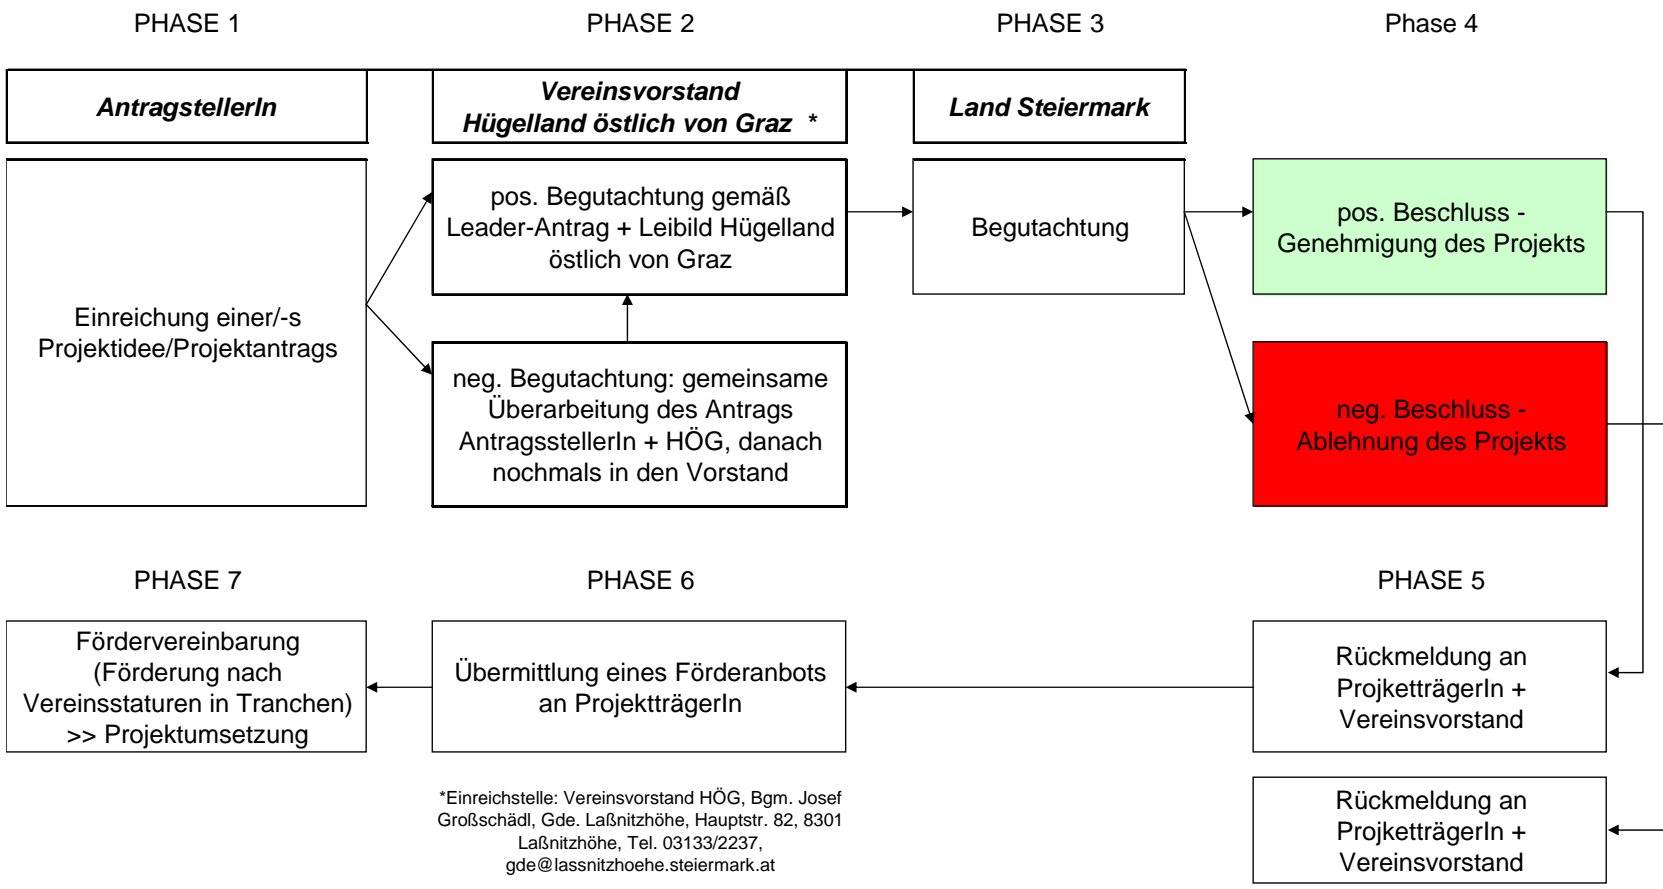 PHASE 1
PHASE 2
PHASE 3
Phase 4
AntragstellerIn
Vereinsvorstand
Hügelland östlich von Graz *
Land Steiermark
Einreichung einer/-s
Projektidee/Projektantrags
pos. Begutachtung gemäß
Leader-Antrag + Leibild Hügelland
östlich von Graz
neg. Begutachtung: gemeinsame
Überarbeitung des Antrags
AntragsstellerIn + HÖG, danach
nochmals in den Vorstand
Begutachtung
pos. Beschluss -
Genehmigung des Projekts
neg. Beschluss -
Ablehnung des Projekts
PHASE 7
PHASE 6
PHASE 5
Fördervereinbarung
(Förderung nach
Vereinsstaturen in Tranchen)
>> Projektumsetzung
Übermittlung eines Förderanbots
an ProjektträgerIn
Rückmeldung an
ProjketträgerIn +
Vereinsvorstand
*Einreichstelle: Vereinsvorstand HÖG, Bgm. Josef
Großschädl, Gde. Laßnitzhöhe, Hauptstr. 82, 8301
Laßnitzhöhe, Tel. 03133/2237,
gde@lassnitzhoehe.steiermark.at
Rückmeldung an
ProjketträgerIn +
Vereinsvorstand